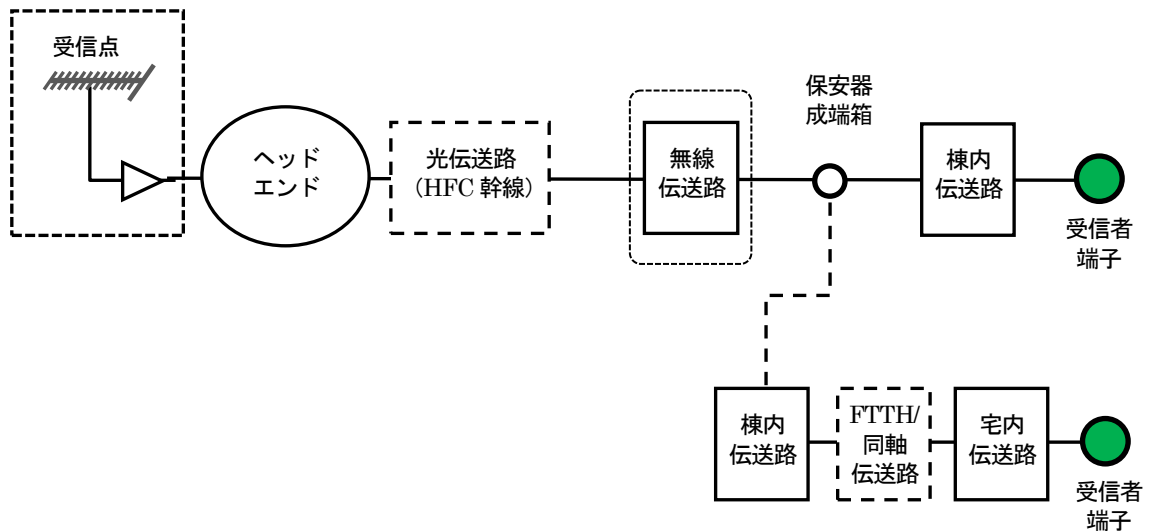 受信点
ヘッド
エンド
光伝送路
（HFC 幹線）
無線
伝送路
保安器
成端箱
棟内
伝送路
受信者
端子
棟内
伝送路
FTTH/
同軸
伝送路
宅内
伝送路
受信者
端子